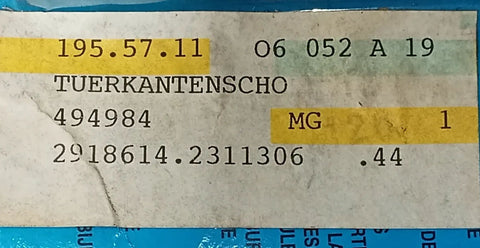 195.57.11 06 052 A 19
TUERKANTENSCHO
494984 MG 1
2918614.2311306 .44